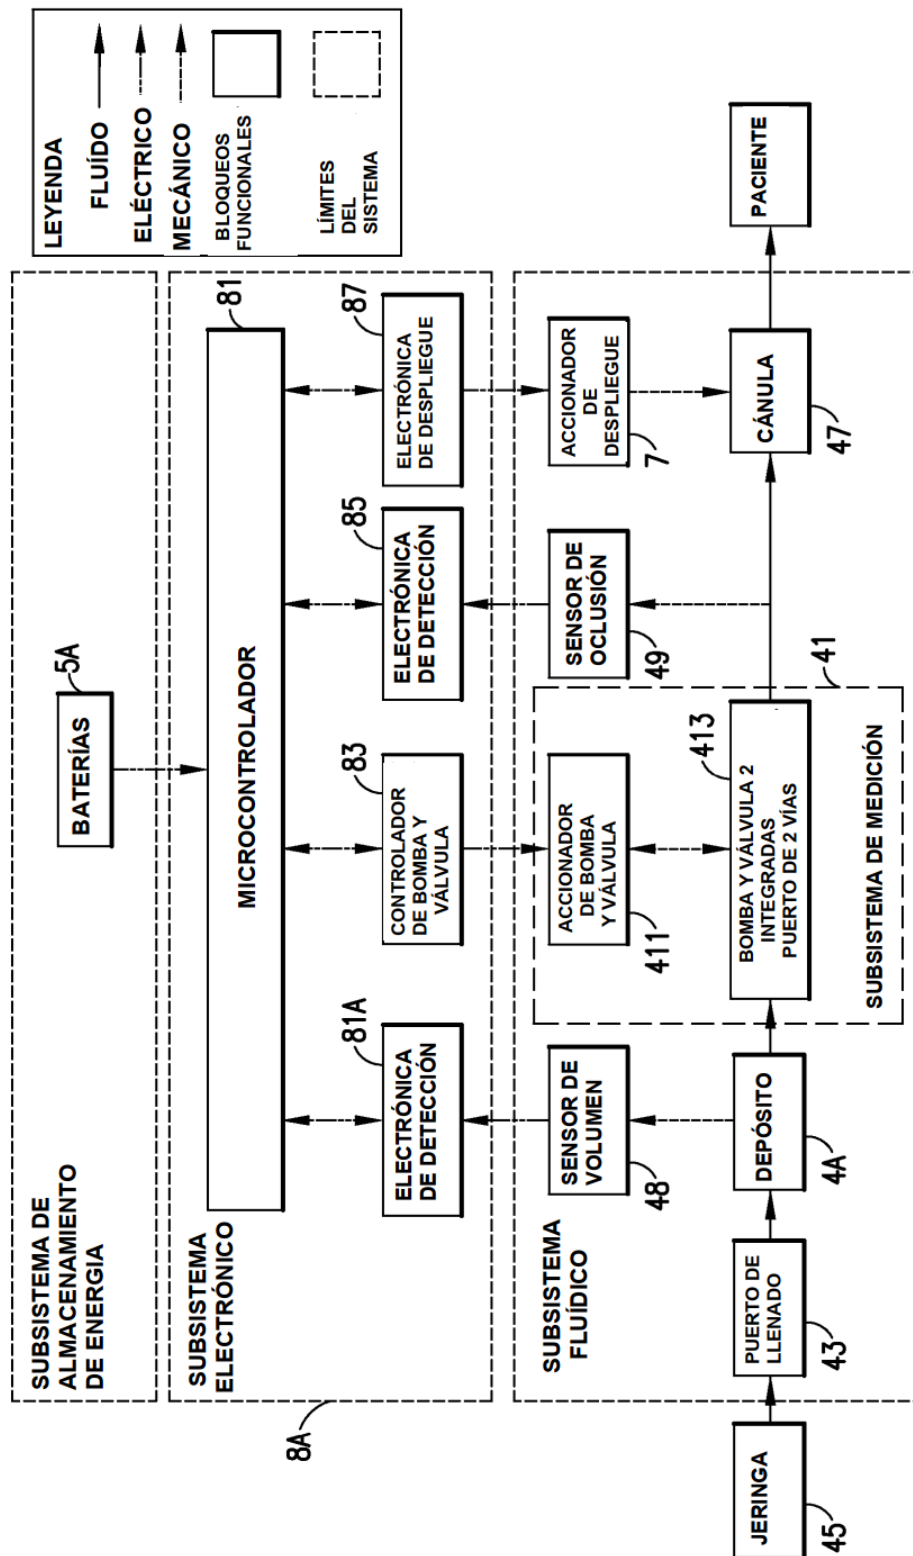 LEYENDA
FLUÍDO
ELÉCTRICO
MECÁNICO
BLOQUEOS
FUNCIONALES
LÍMITES
DEL
SISTEMA
SUBSISTEMA DE
ALMACENAMIENTO
DE ENERGIA
BATERÍAS
5A
SUBSISTEMA
ELECTRÓNICO
8A
MICROCONTROLADOR
81
ELECTRÓNICA
DE DETECCIÓN
81A
CONTROLADOR
DE BOMBA Y
VÁLVULA
83
ELECTRÓNICA
DE DETECCIÓN
85
ELECTRÓNICA
DE DESPLIEGUE
87
SUBSISTEMA
FLUÍDICO
SENSOR DE
VOLUMEN
48
ACCIONADOR
DE BOMBA
Y VÁLVULA
411
SENSOR DE
OCLUSIÓN
49
ACCIONADOR
DE
DESPLIEGUE
7
JERINGA
45
PUERTO DE
LLENADO
43
DEPÓSITO
4A
BOMBA Y VÁLVULA 2
INTEGRADAS
PUERTO DE 2 VÍAS
413
SUBSISTEMA DE MEDICIÓN
41
CÁNULA
47
PACIENTE